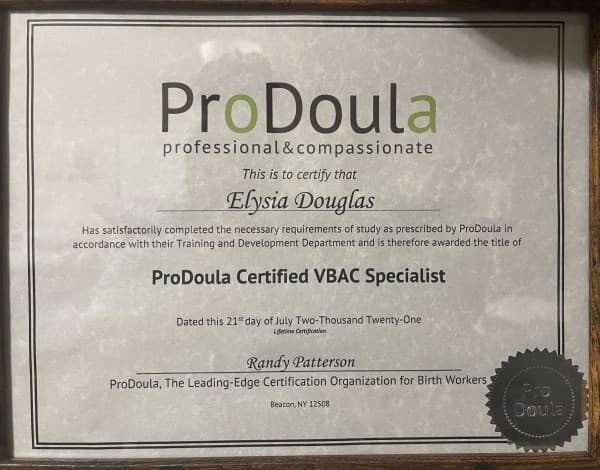 ProDoula
professional&compassionate
This is to certify that
Elysia Douglas
Has satisfactorily completed the necessary requirements of study as prescribed by ProDoula in
accordance with their Training and Development Department and is therefore awarded the title of
ProDoula Certified VBAC Specialist
Dated this 21st day of July Two-Thousand Twenty-One
Lifetime Certification
Randy Patterson
ProDoula, The Leading-Edge Certification Organization for Birth Workers
Beacon, NY 12508
Pro
Doula